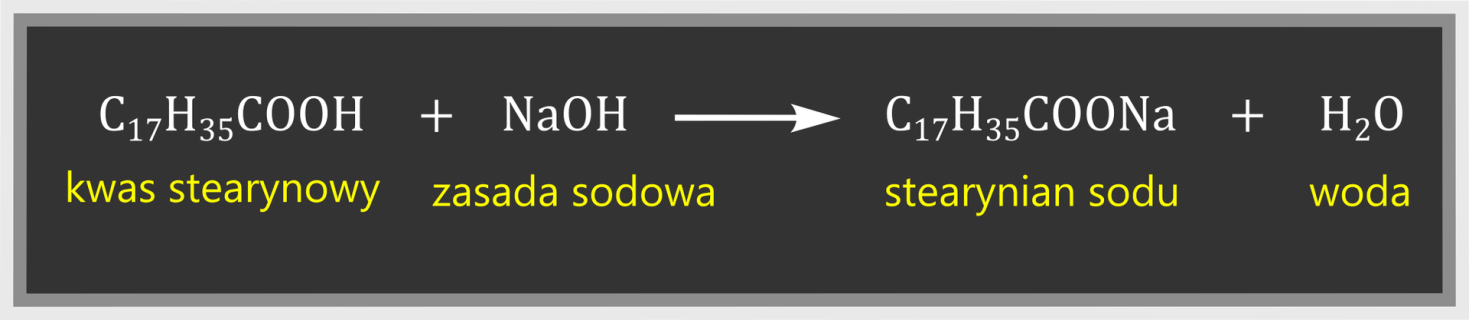 C₁₇H₃₅COOH + NaOH ⟶ C₁₇H₃₅COONa + H₂O
kwas stearynowy zasada sodowa stearynian sodu woda